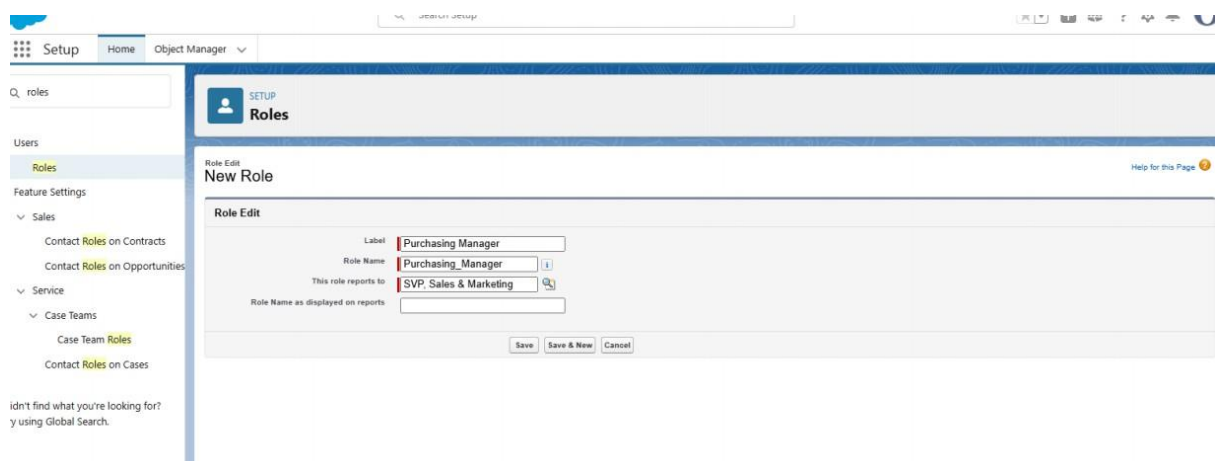 Search Setup
Setup Home Object Manager
roles
SETUP
Roles
Users
Roles
Feature Settings
Sales
Contact Roles on Contracts
Contact Roles on Opportunities
Service
Case Teams
Case Team Roles
Contact Roles on Cases
idn't find what you're looking for?
y using Global Search.
Role Edit
New Role
Help for this Page
Role Edit
Label Purchasing Manager
Role Name Purchasing_Manager
This role reports to SVP, Sales & Marketing
Role Name as displayed on reports
Save Save & New Cancel